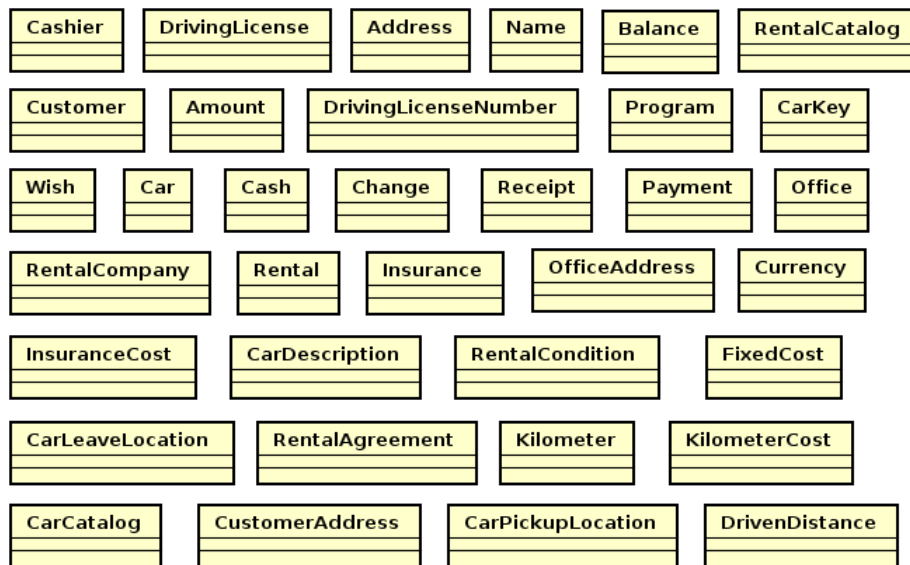 Cashier DrivingLicense Address Name Balance RentalCatalog
Customer Amount DrivingLicenseNumber Program CarKey
Wish Car Cash Change Receipt Payment Office
RentalCompany Rental Insurance OfficeAddress Currency
InsuranceCost CarDescription RentalCondition FixedCost
CarLeaveLocation RentalAgreement Kilometer KilometerCost
CarCatalog CustomerAddress CarPickupLocation DrivenDistance